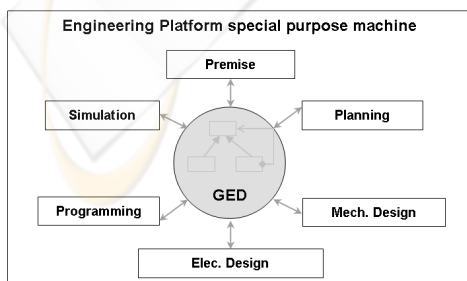 Engineering Platform special purpose machine
Premise
Simulation
Planning
GED
Programming
Mech. Design
Elec. Design